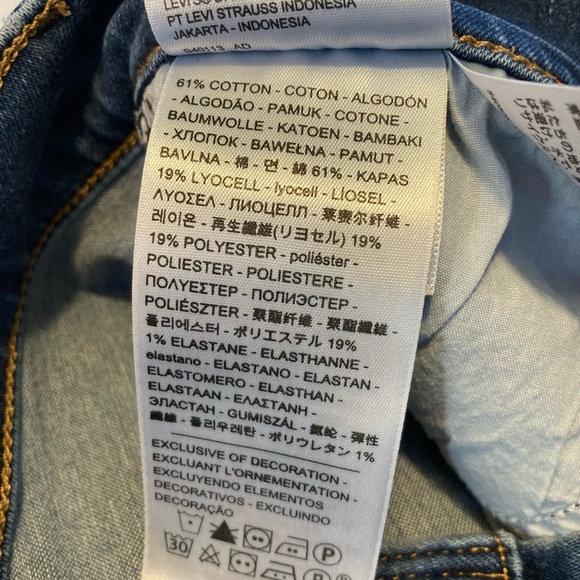 PT LEVI STRAUSS INDONESIA
JAKARTA - INDONESIA
S40113 AD
61% COTTON - COTON - ALGODÓN
- ALGODÃO - PAMUK - COTONE -
BAUMWOLLE - KATOEN - BAMBAKI
- ХЛОПОК - BAWEŁNA - PAMUT -
BAVLNA - 棉 - 면 - 綿 61% - KAPAS
19% LYOCELL - lyocell - LİOSEL -
ΛΥΟΣΕΛ - ЛИОЦЕЛЛ - 莱赛尔纤维 -
레이온 - 再生繊維(リヨセル) 19%
19% POLYESTER - poliéster -
POLIESTER - POLIESTERE -
ΠΟΛΥΕΣΤΕΡ - ПОЛИЭСТЕР -
POLIÉSZTER - 聚酯纤维 - 聚酯纖維 -
폴리에스터 - ポリエステル 19%
1% ELASTANE - ELASTHANNE -
elastano - ELASTANO - ELASTAN -
ELASTOMERO - ELASTHAN -
ELASTAAN - ΕΛΑΣΤΑΝΗ -
ЭЛАСТАН - GUMISZÁL - 氨纶 - 彈性
纖維 - 폴리우레탄 - ポリウレタン 1%
EXCLUSIVE OF DECORATION -
EXCLUANT L'ORNEMENTATION -
EXCLUYENDO ELEMENTOS
DECORATIVOS - EXCLUINDO
DECORAÇÃO
P
30 P